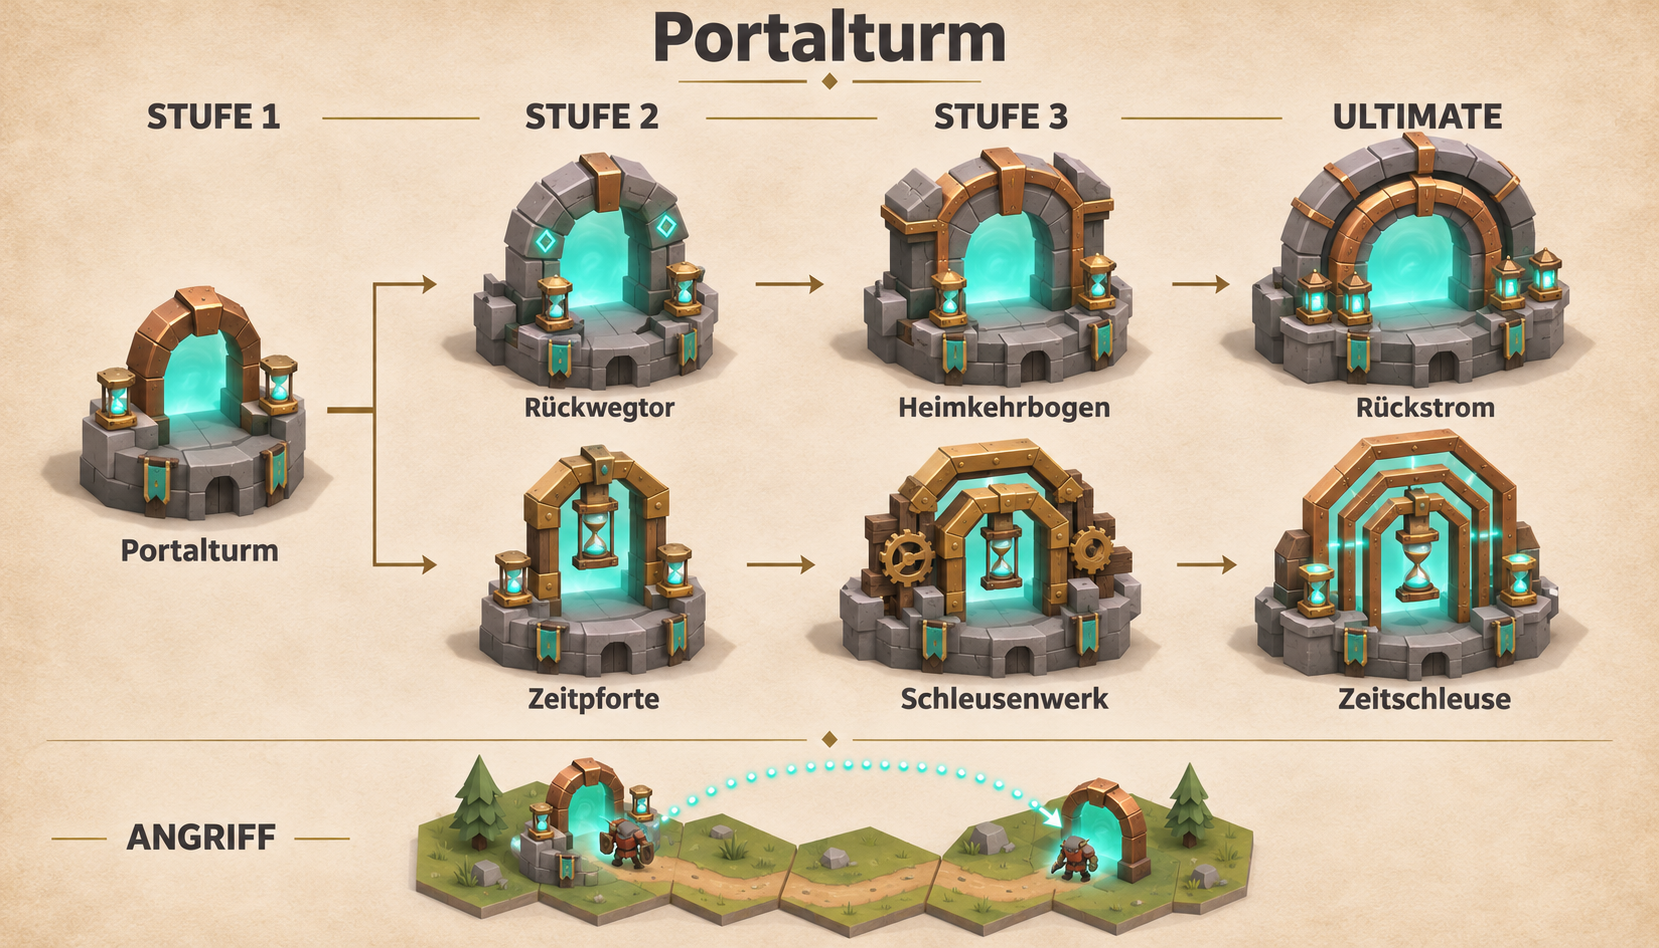 Portalturm
STUFE 1
STUFE 2
STUFE 3
ULTIMATE
Rückwegtor
Heimkehrbogen
Rückstrom
Portalturm
Zeitpforte
Schleusenwerk
Zeitschleuse
ANGRIFF